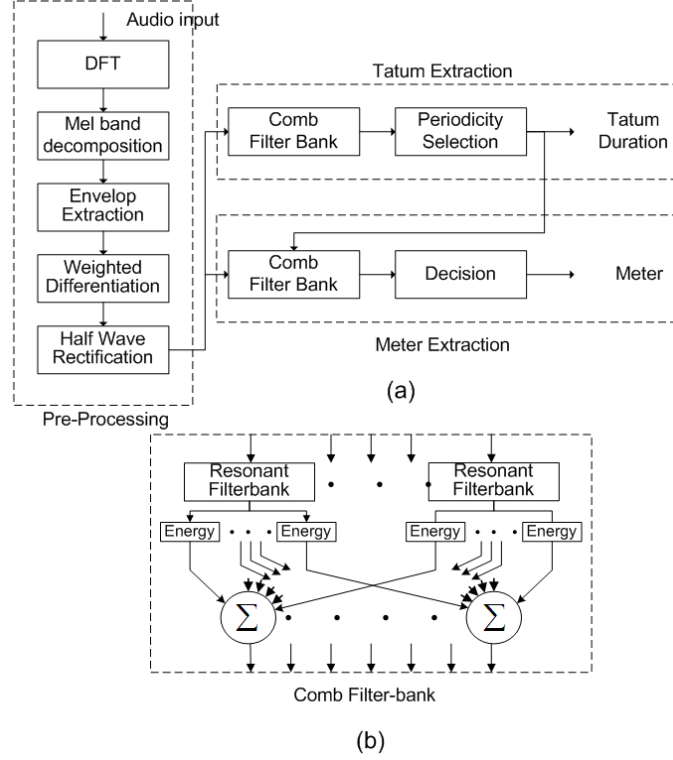 Audio input
DFT
Mel band
decomposition
Envelop
Extraction
Weighted
Differentiation
Half Wave
Rectification
Pre-Processing
Tatum Extraction
Comb
Filter Bank
Periodicity
Selection
Tatum
Duration
Comb
Filter Bank
Decision
Meter
Meter Extraction
(a)
Resonant
Filterbank
Resonant
Filterbank
Energy
Energy
Energy
Energy
Σ
Σ
Comb Filter-bank
(b)